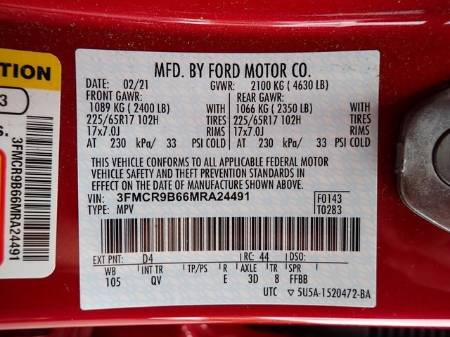 MFD. BY FORD MOTOR CO.
DATE: 02/21 GVWR: 2100 KG ( 4630 LB)
FRONT GAWR: REAR GAWR:
1089 KG ( 2400 LB) 1066 KG ( 2350 LB)
225/65R17 102H WITH TIRES 225/65R17 102H WITH TIRES
17x7.0J RIMS 17x7.0J RIMS
AT 230 kPa/ 33 PSI COLD AT 230 kPa/ 33 PSI COLD
THIS VEHICLE CONFORMS TO ALL APPLICABLE FEDERAL MOTOR
VEHICLE SAFETY AND THEFT PREVENTION STANDARDS IN EFFECT
ON THE DATE OF MANUFACTURE SHOWN ABOVE.
VIN: 3FMCR9B66MRA24491 F0143
TYPE: MPV T0283
EXT PNT: D4 RC: 44 DSO:
WB INT TR TP/PS R AXLE TR SPR
105 QV E 3D 8 FFBB
UTC ▽5U5A-1520472-BA
TION
3
S.
3FMCR9B66MRA24491